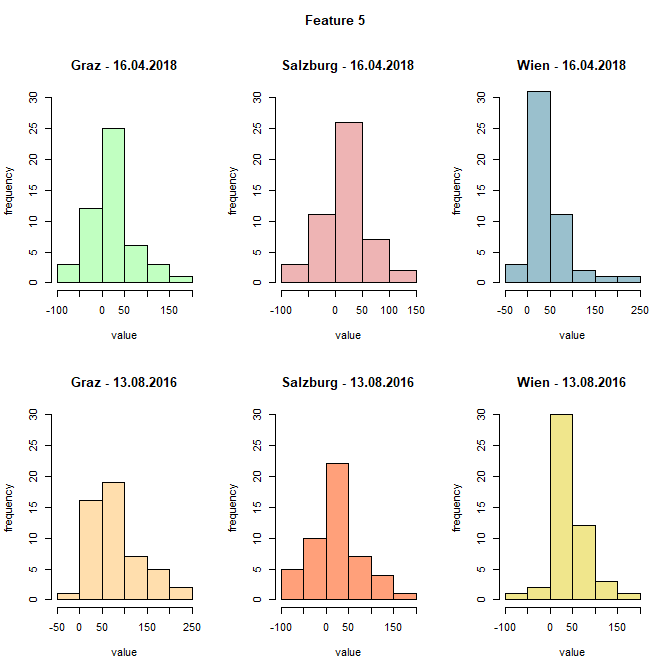 Feature 5
Graz - 16.04.2018
Salzburg - 16.04.2018
Wien - 16.04.2018
frequency
0 5 10 15 20 25 30
-100 0 50 150
value
frequency
0 5 10 15 20 25 30
-100 0 50 100 150
value
frequency
0 5 10 15 20 25 30
-50 0 50 150 250
value
Graz - 13.08.2016
Salzburg - 13.08.2016
Wien - 13.08.2016
frequency
0 5 10 15 20 25 30
-50 0 50 150 250
value
frequency
0 5 10 15 20 25 30
-100 0 50 150
value
frequency
0 5 10 15 20 25 30
-100 0 50 150
value